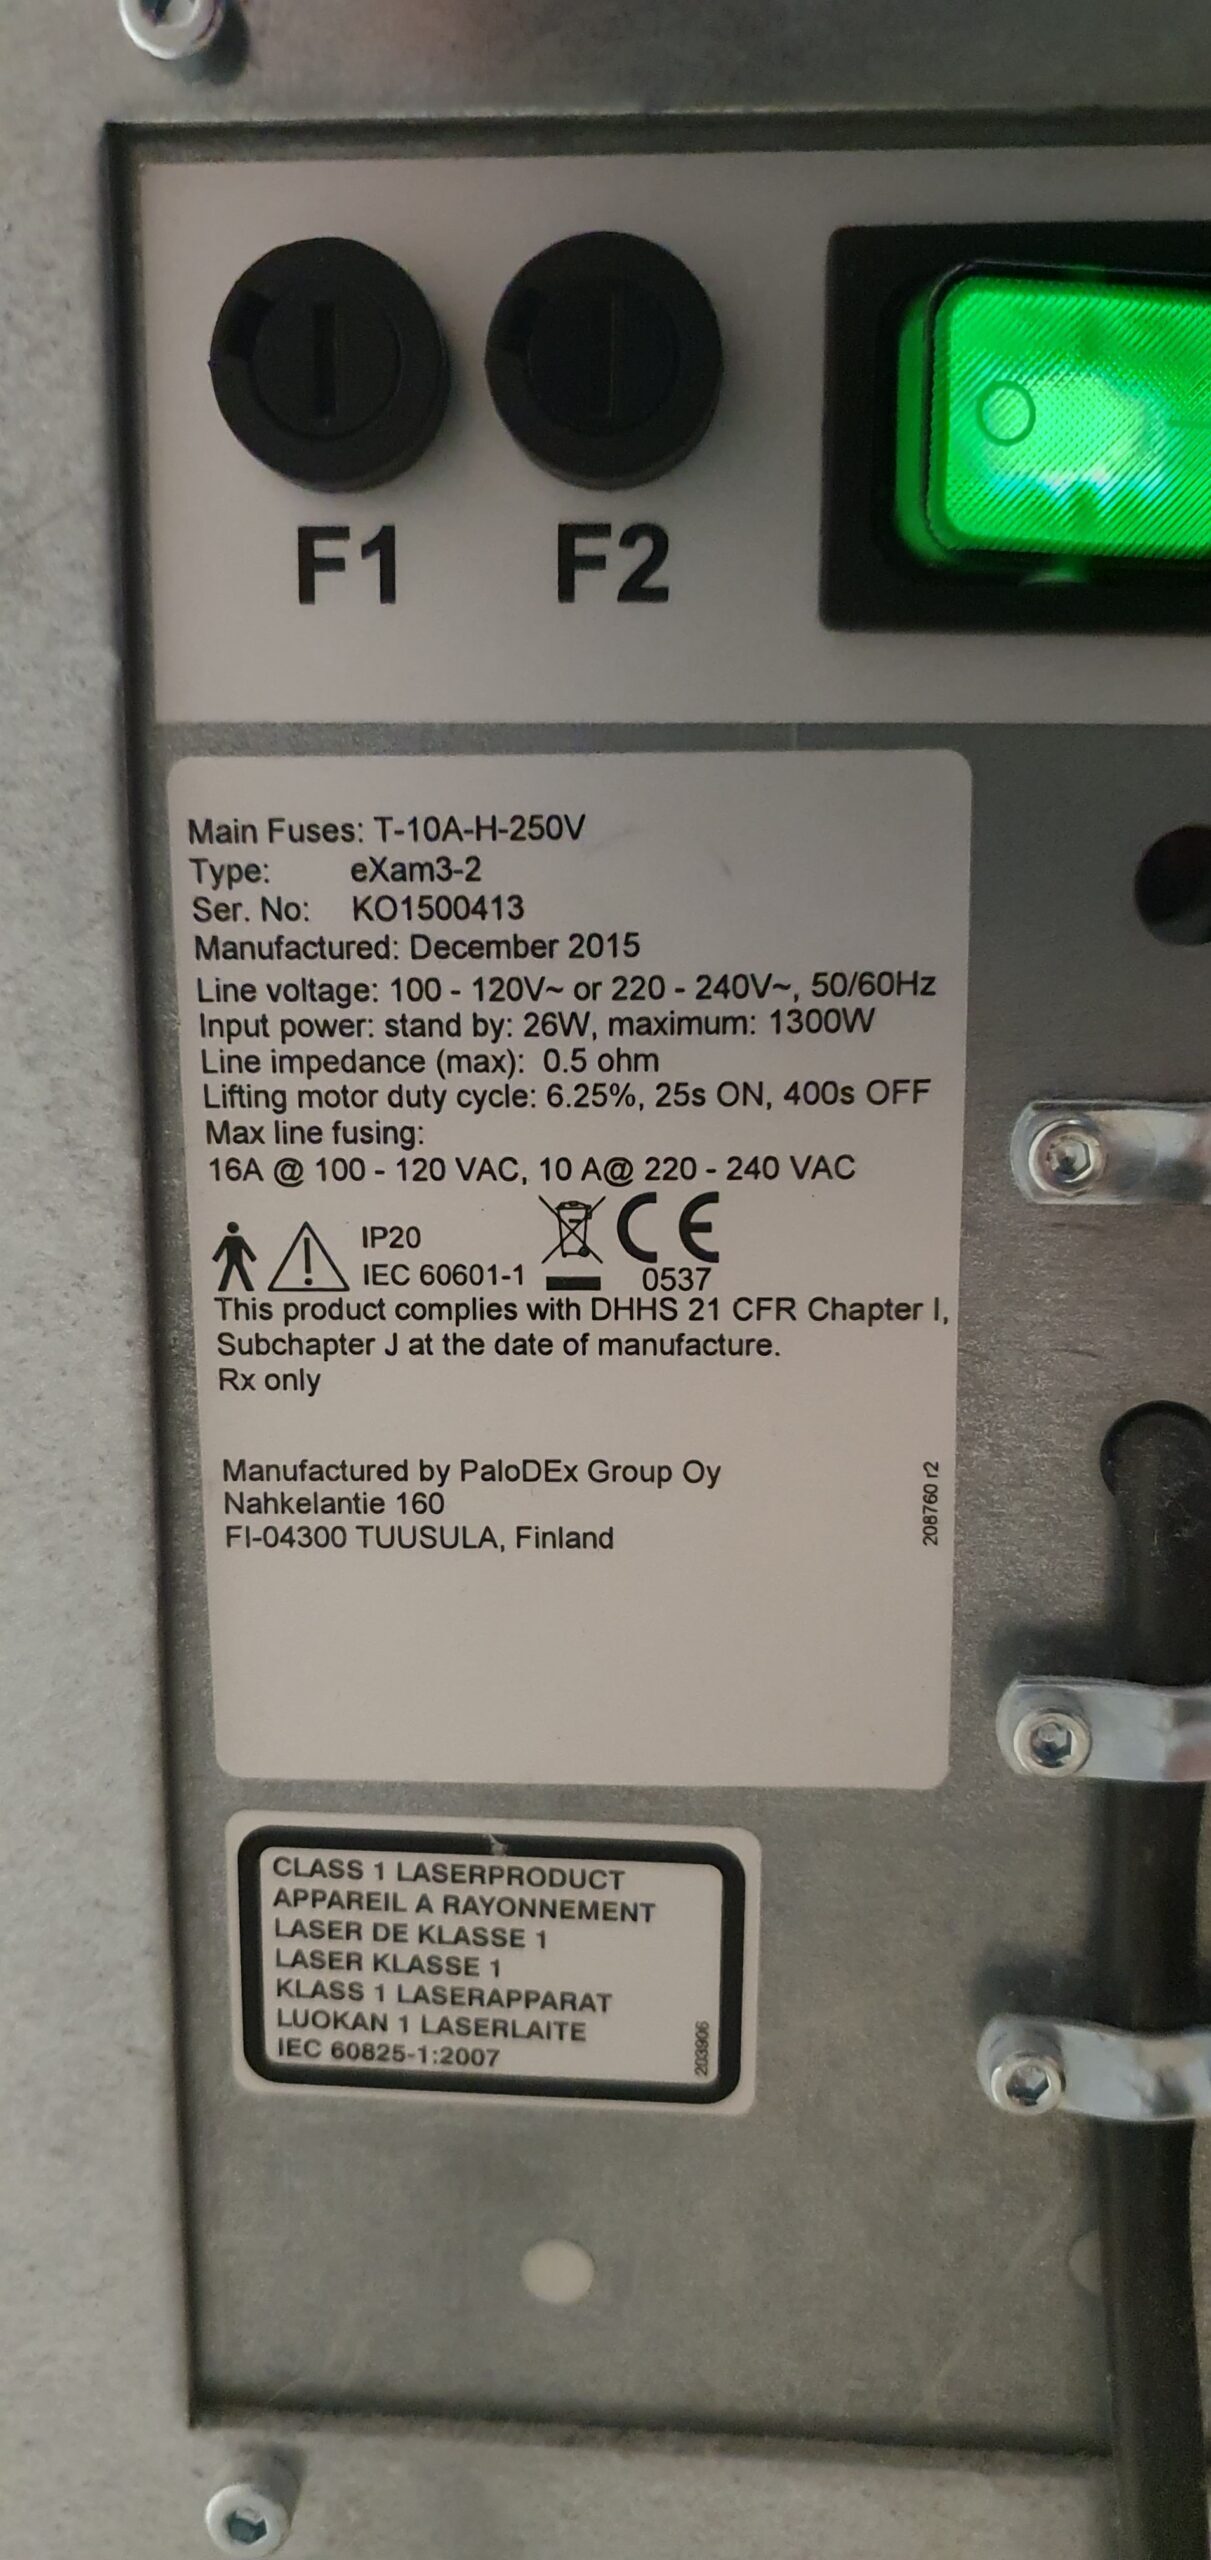 F1 F2
Main Fuses: T-10A-H-250V
Type: eXam3-2
Ser. No: KO1500413
Manufactured: December 2015
Line voltage: 100 - 120V~ or 220 - 240V~, 50/60Hz
Input power: stand by: 26W, maximum: 1300W
Line impedance (max): 0.5 ohm
Lifting motor duty cycle: 6.25%, 25s ON, 400s OFF
Max line fusing:
16A @ 100 - 120 VAC, 10 A@ 220 - 240 VAC
IP20
IEC 60601-1
CE
0537
This product complies with DHHS 21 CFR Chapter I,
Subchapter J at the date of manufacture.
Rx only
Manufactured by PaloDEx Group Oy
Nahkelantie 160
FI-04300 TUUSULA, Finland
208760 r2
CLASS 1 LASERPRODUCT
APPAREIL A RAYONNEMENT
LASER DE KLASSE 1
LASER KLASSE 1
KLASS 1 LASERAPPARAT
LUOKAN 1 LASERLAITE
IEC 60825-1:2007
203906